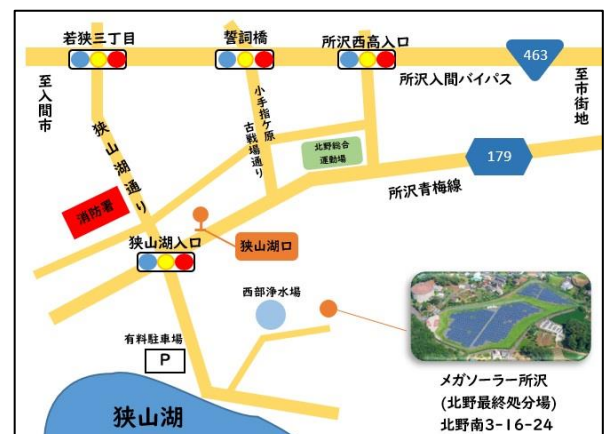 若狭三丁目
誓詞橋
所沢西高入口
463
至入間市
所沢入間バイパス
至市街地
小手指ケ原
古戦場通り
狭山湖通り
北野総合
運動場
179
所沢青梅線
消防署
狭山湖入口
狭山湖口
西部浄水場
有料駐車場
P
狭山湖
メガソーラー所沢
(北野最終処分場)
北野南3-16-24